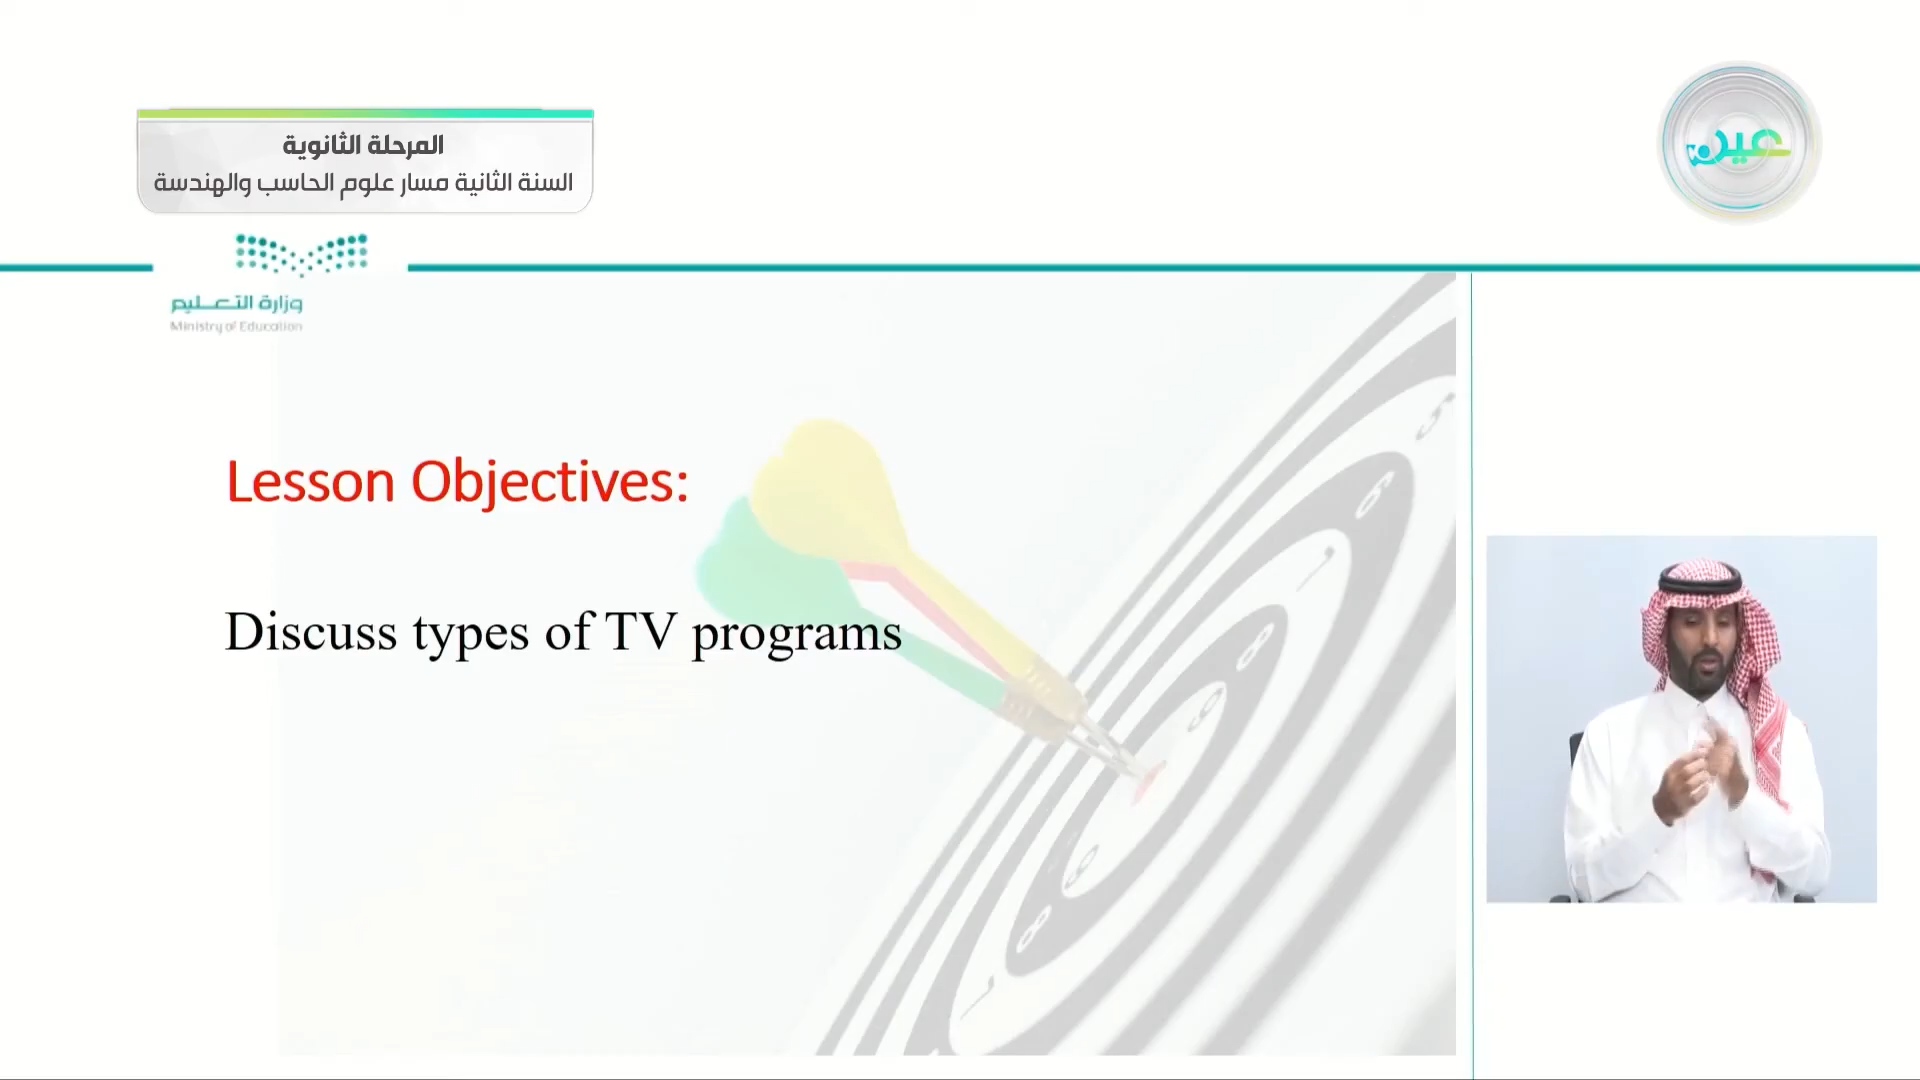 المرحلة الثانوية
السنة الثانية مسار علوم الحاسب والهندسة
عين
وزارة التعليم
Ministry of Education
Lesson Objectives:
Discuss types of TV programs